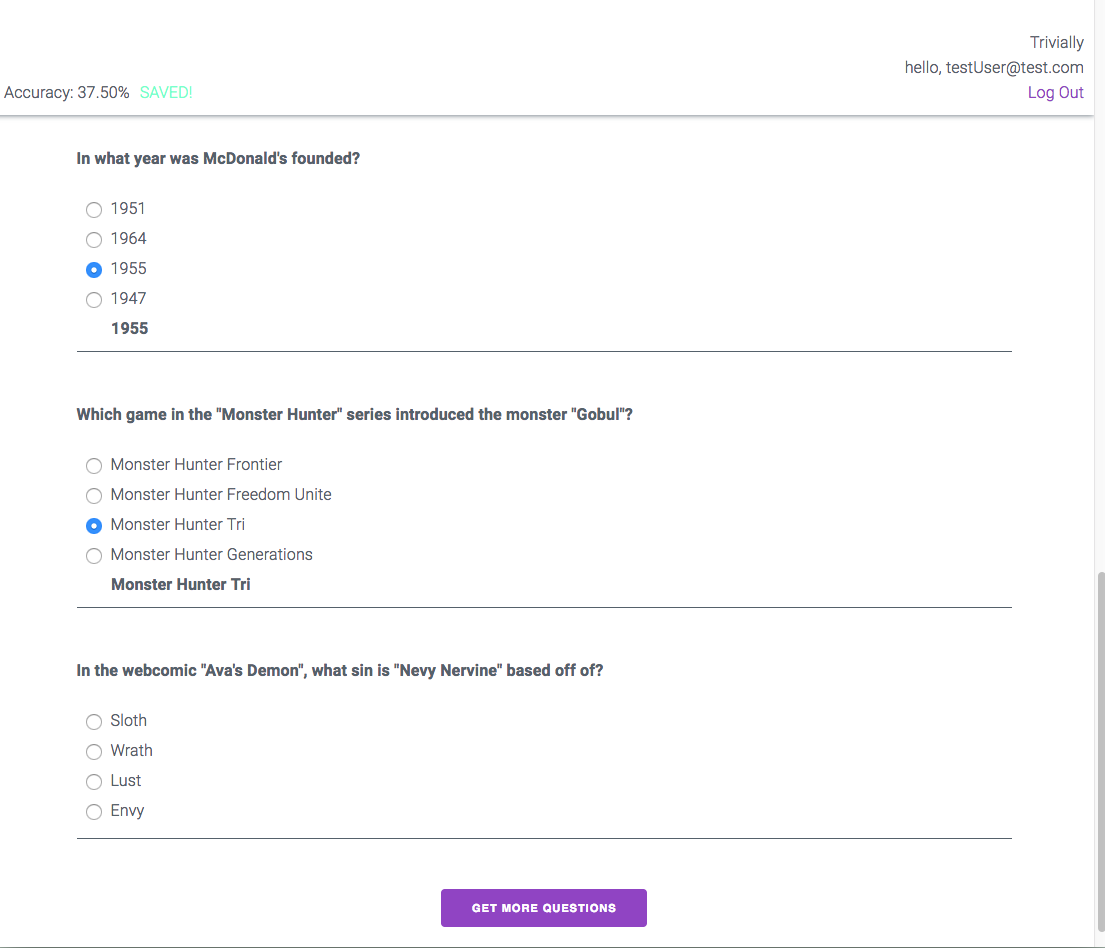 Trivially
hello, testUser@test.com
Accuracy: 37.50% SAVED! Log Out
In what year was McDonald's founded?
1951
1964
1955
1947
1955
Which game in the "Monster Hunter" series introduced the monster "Gobul"?
Monster Hunter Frontier
Monster Hunter Freedom Unite
Monster Hunter Tri
Monster Hunter Generations
Monster Hunter Tri
In the webcomic "Ava's Demon", what sin is "Nevy Nervine" based off of?
Sloth
Wrath
Lust
Envy
GET MORE QUESTIONS